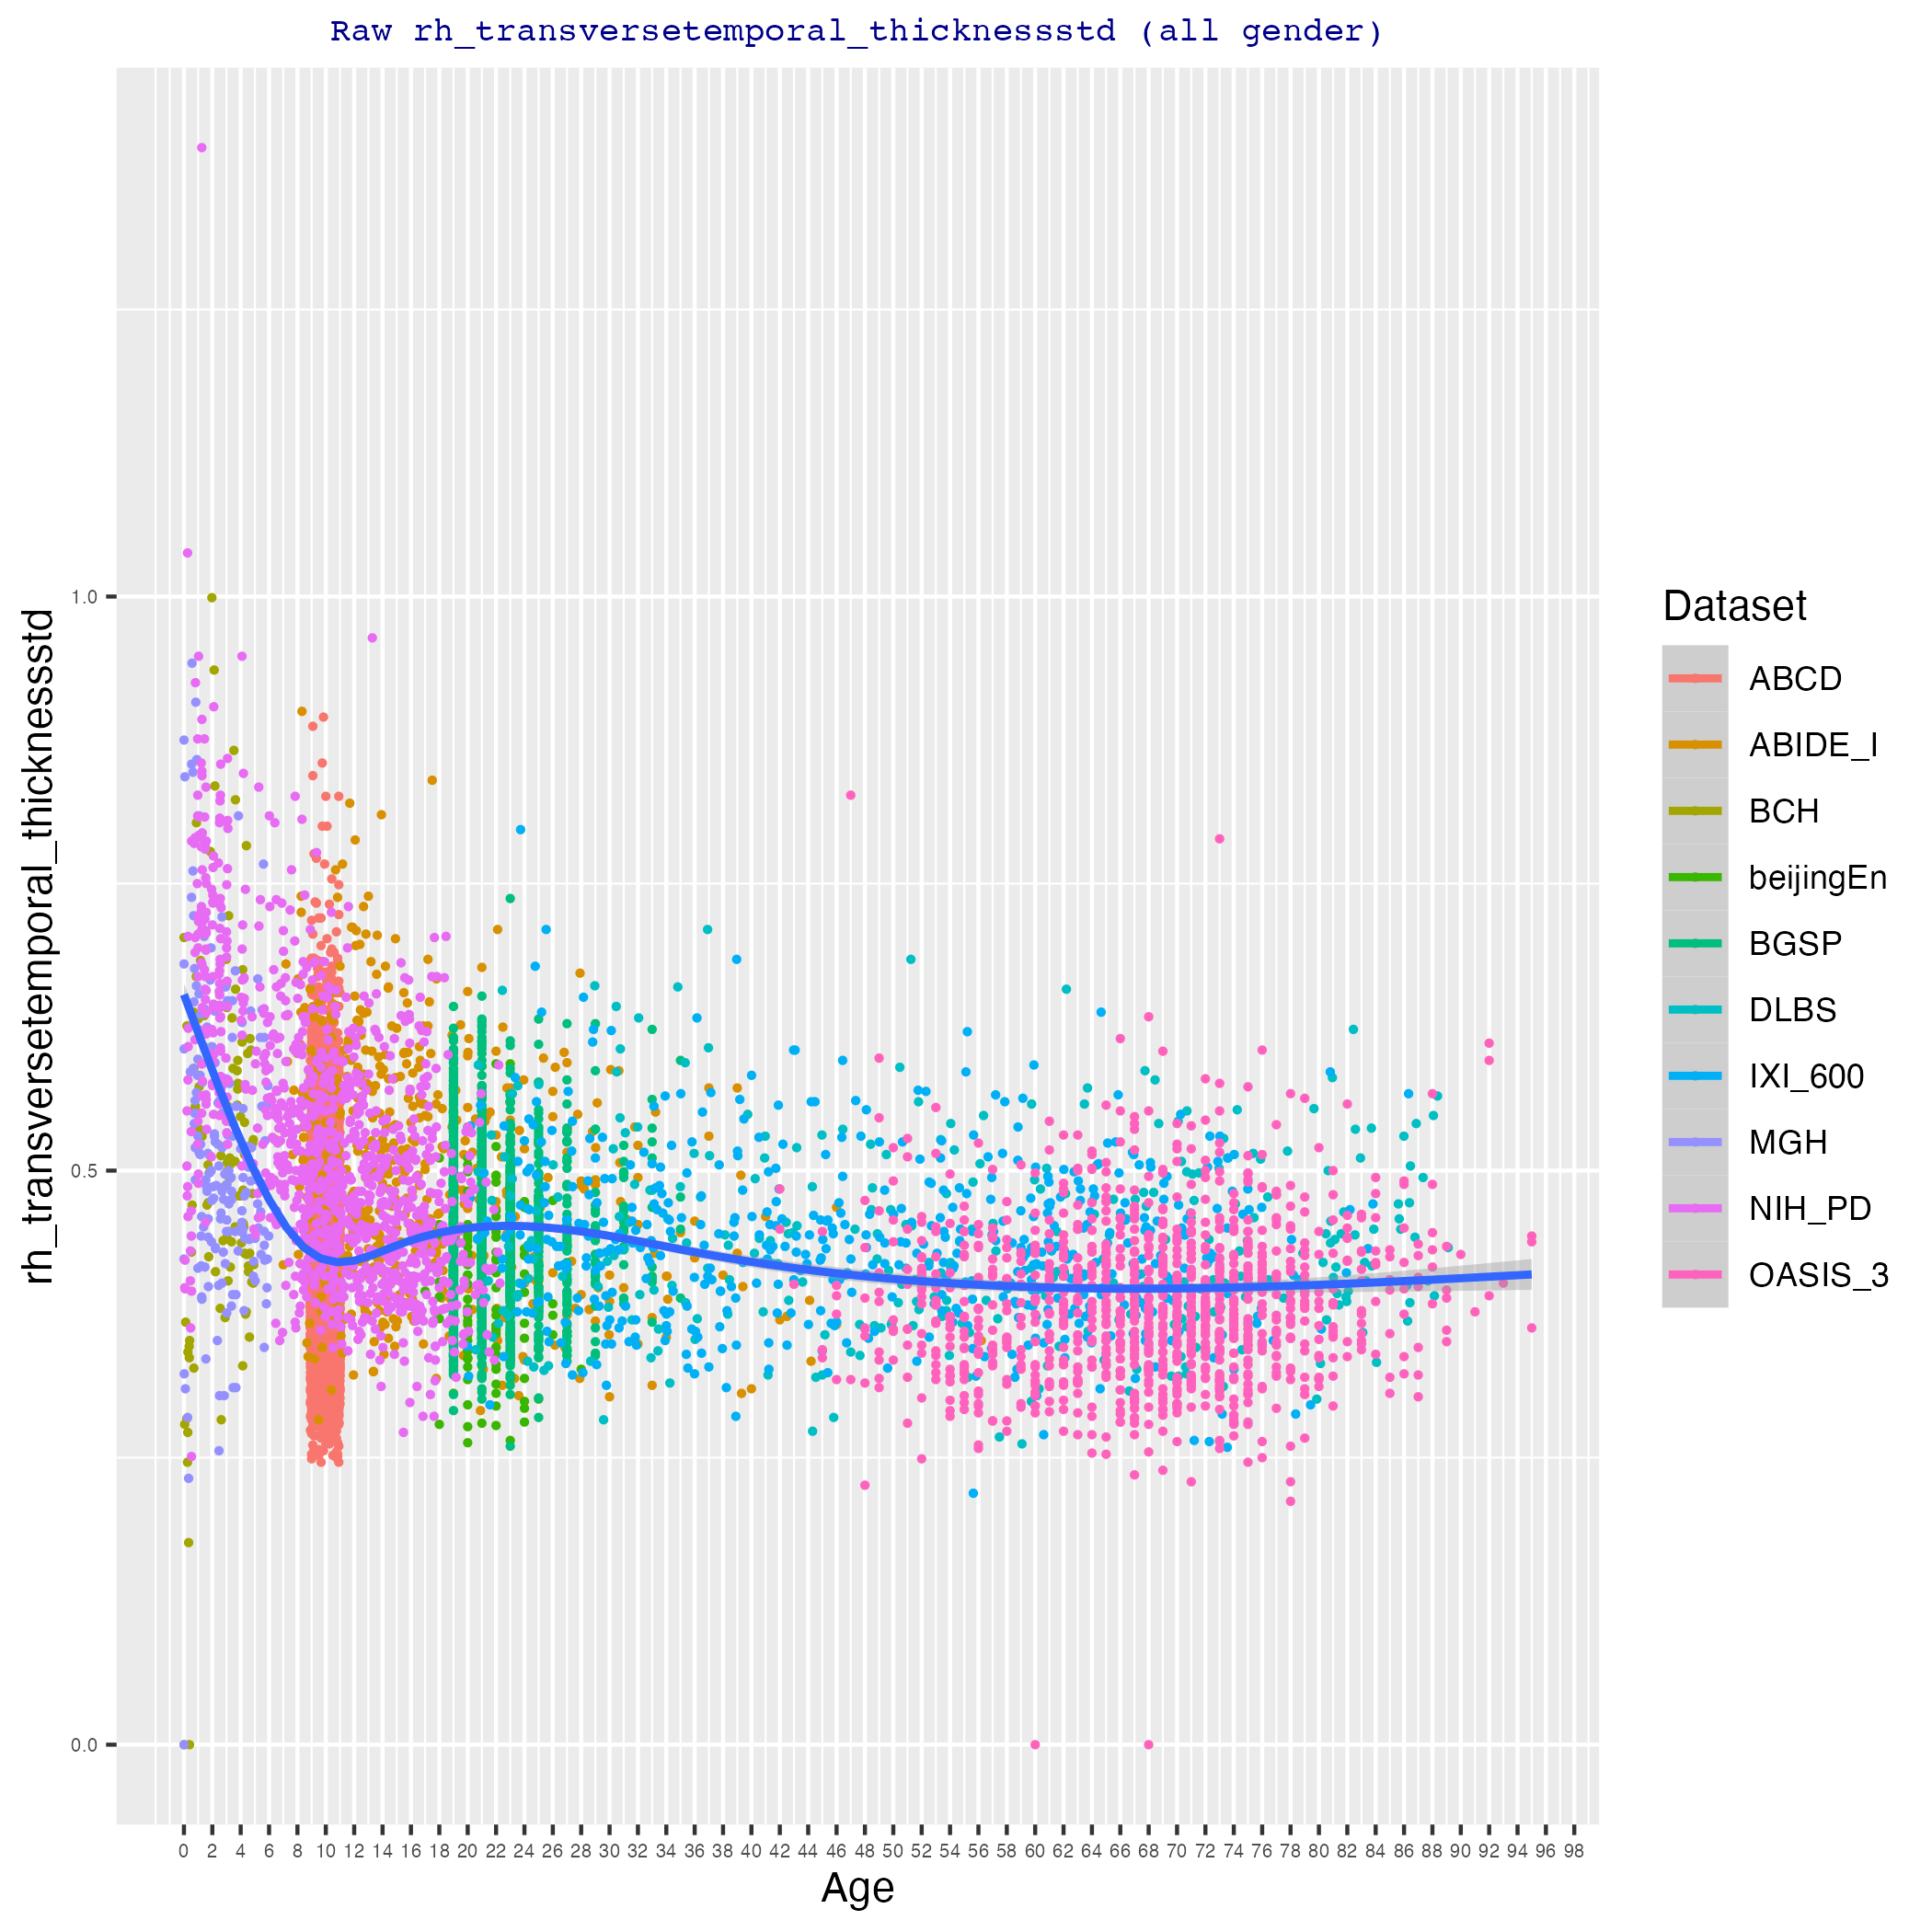 Raw rh_transversetemporal_thicknessstd (all gender)
rh_transversetemporal_thicknessstd
1.0
0.5
0.0
0 2 4 6 8 10 12 14 16 18 20 22 24 26 28 30 32 34 36 38 40 42 44 46 48 50 52 54 56 58 60 62 64 66 68 70 72 74 76 78 80 82 84 86 88 90 92 94 96 98
Age
Dataset
ABCD
ABIDE_I
BCH
beijingEn
BGSP
DLBS
IXI_600
MGH
NIH_PD
OASIS_3